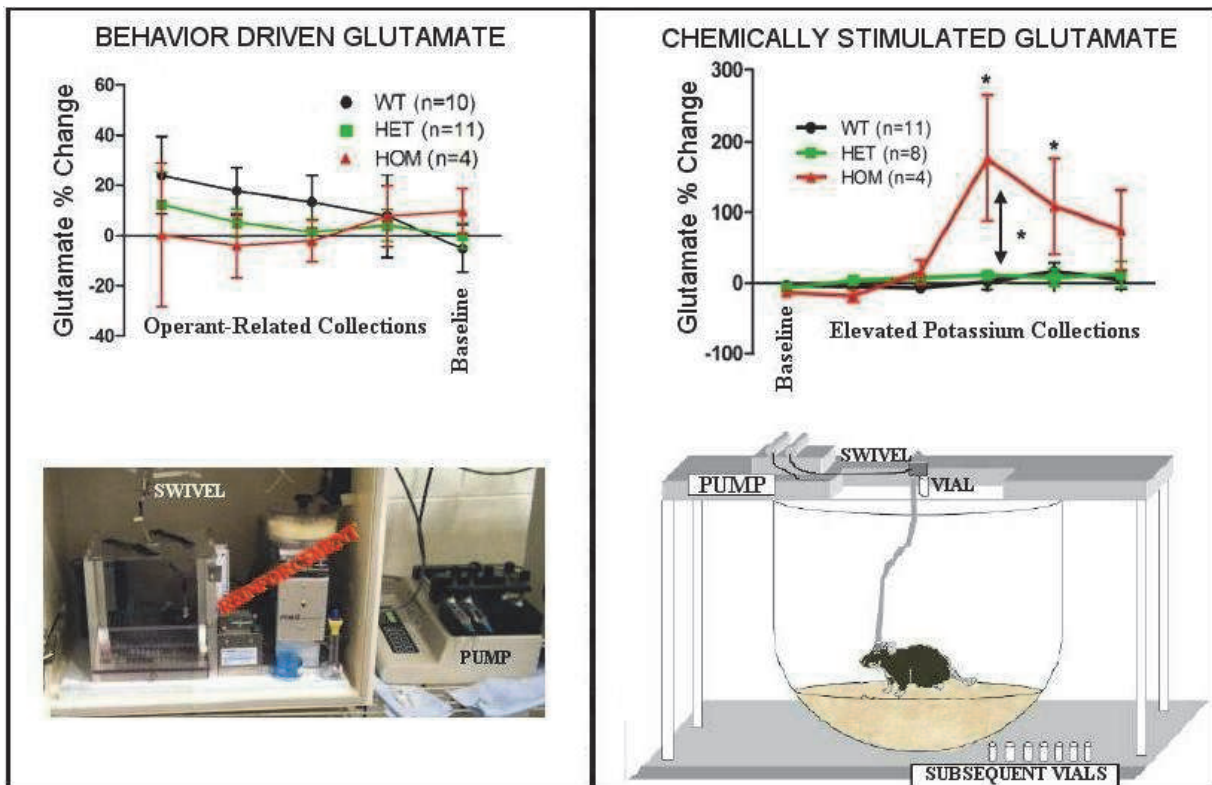 BEHAVIOR DRIVEN GLUTAMATE
60
40
20
0
-20
-40
Glutamate % Change
WT (n=10)
HET (n=11)
HOM (n=4)
Operant-Related Collections
Baseline
SWIVEL
PUMP
CHEMICALLY STIMULATED GLUTAMATE
300
200
100
0
-100
Glutamate % Change
WT (n=11)
HET (n=8)
HOM (n=4)
*
*
*
Baseline
Elevated Potassium Collections
SWIVEL
PUMP
VIAL
SUBSEQUENT VIALS